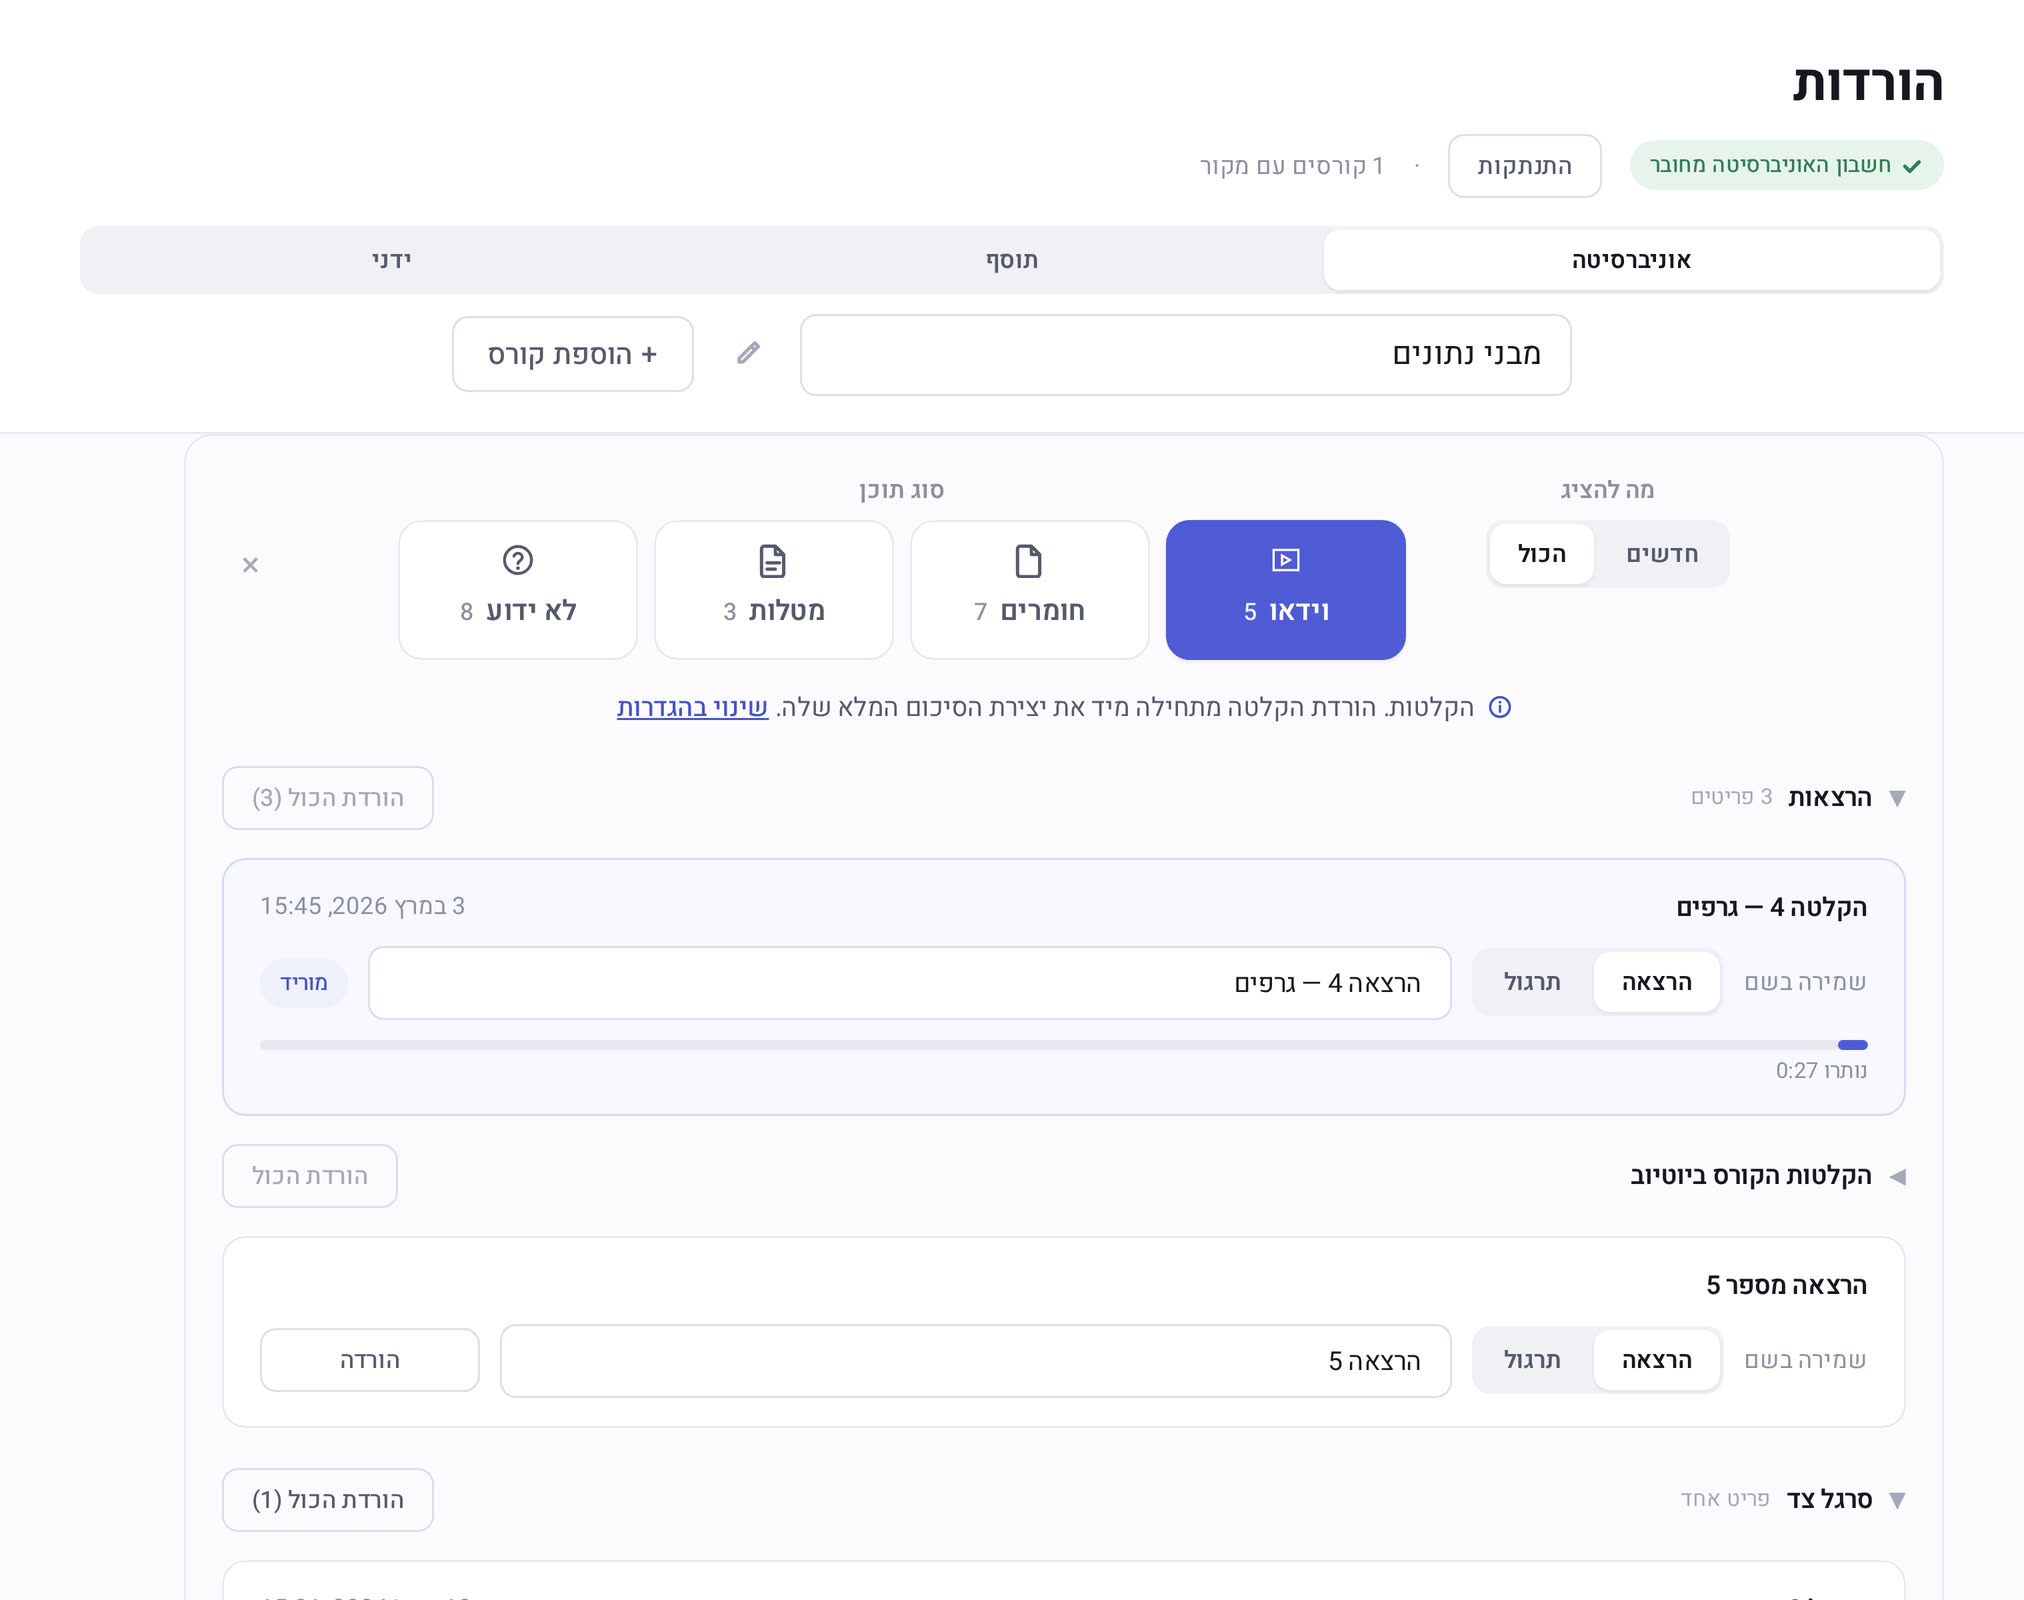 הורדות
חשבון האוניברסיטה מחובר
התנתקות
· 1 קורסים עם מקור
אוניברסיטה
תוסף
ידני
מבני נתונים
+ הוספת קורס
מה להציג
סוג תוכן
חדשים
הכול
וידאו 5
חומרים 7
מטלות 3
לא ידוע 8
×
הקלטות. הורדת הקלטה מתחילה מיד את יצירת הסיכום המלא שלה. שינוי בהגדרות
▼ הרצאות 3 פריטים
הורדת הכול (3)
הקלטה 4 – גרפים
3 במרץ 2026, 15:45
שמירה בשם
הרצאה
תרגול
הרצאה 4 – גרפים
מוריד
נותרו 0:27
◀ הקלטות הקורס ביוטיוב
הורדת הכול
הרצאה מספר 5
שמירה בשם
הרצאה
תרגול
הרצאה 5
הורדה
▼ סרגל צד פריט אחד
הורדת הכול (1)